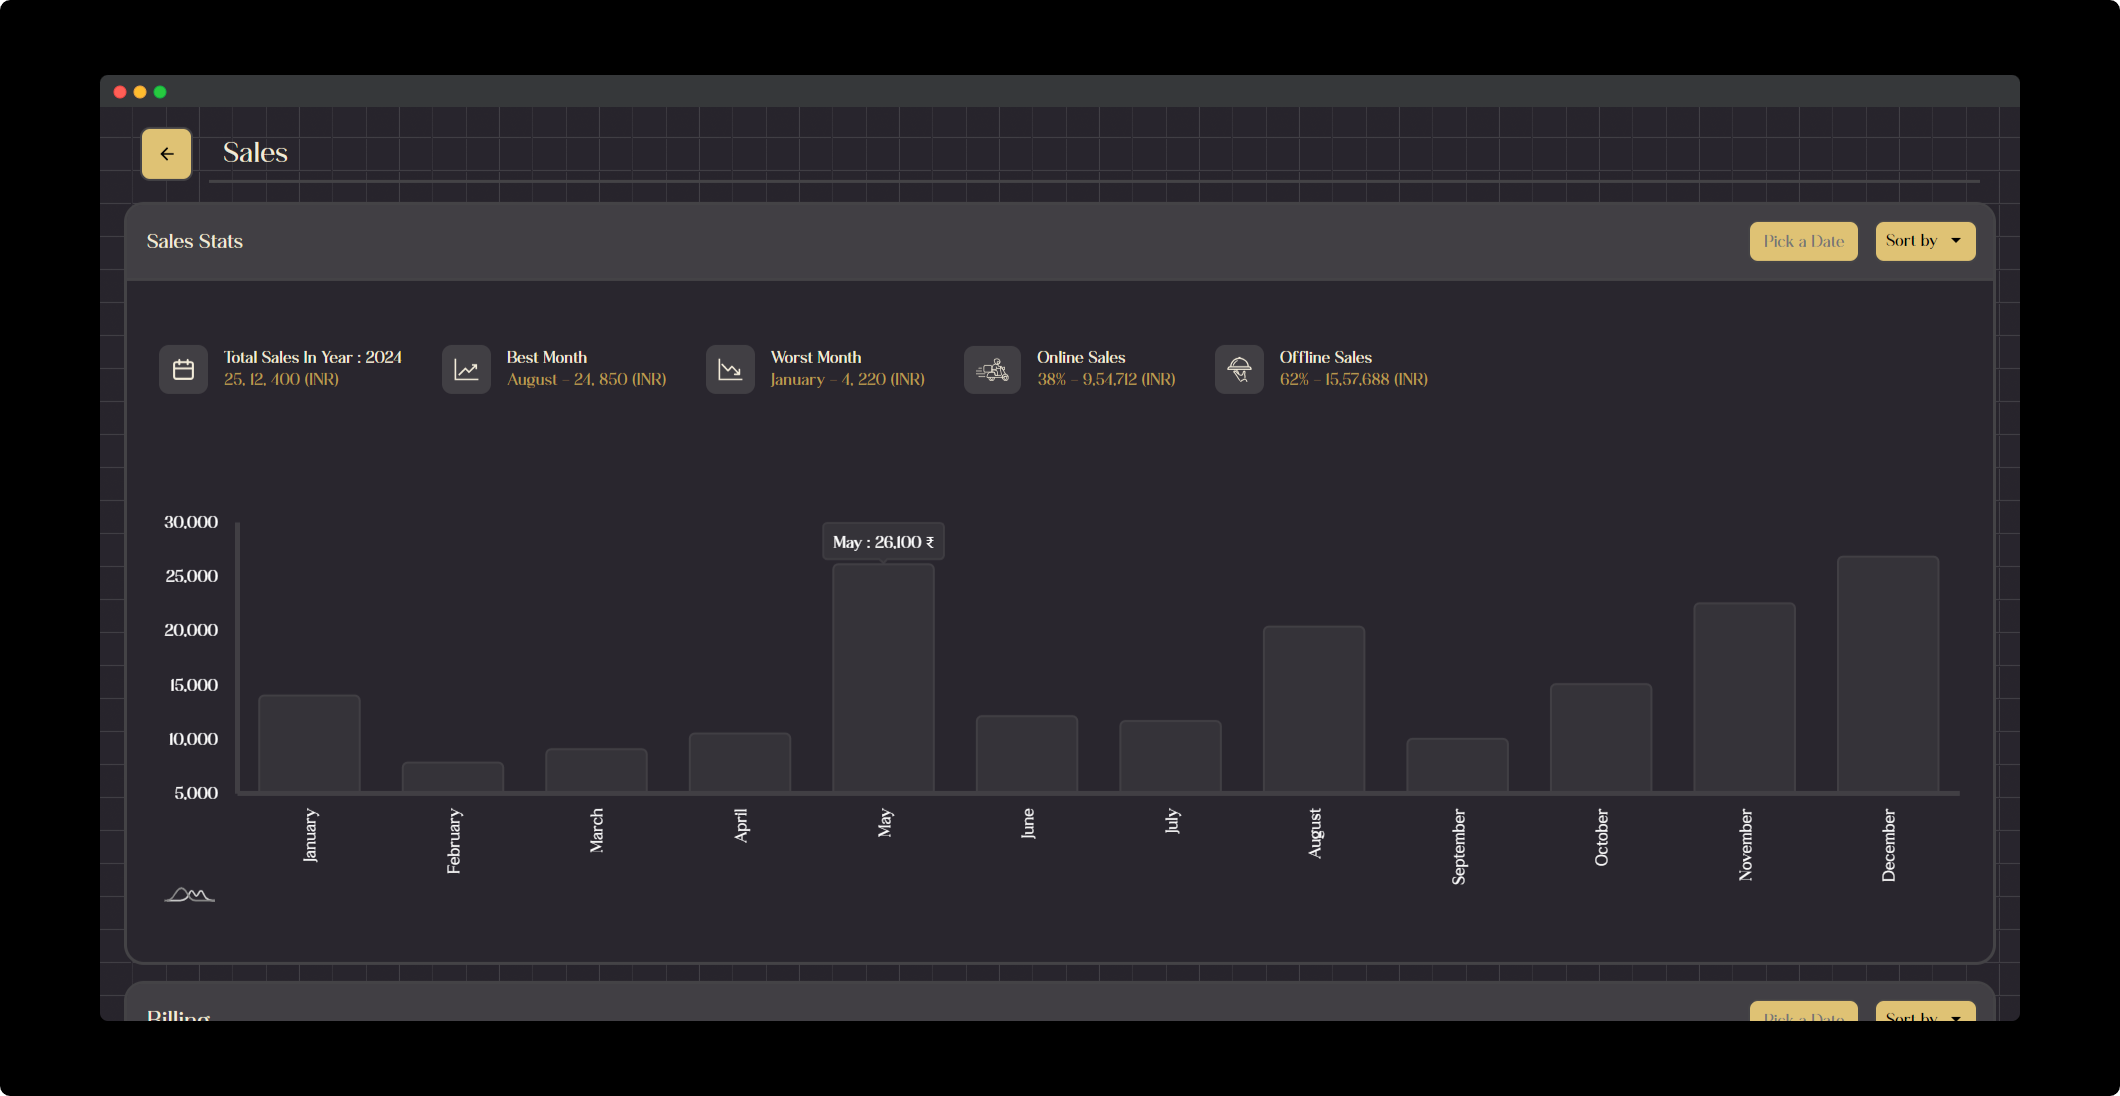 Sales
Sales Stats
Pick a Date
Sort by
Total Sales In Year : 2024
25, 12, 400 (INR)
Best Month
August - 24, 850 (INR)
Worst Month
January - 4, 220 (INR)
Online Sales
38% - 9,54,712 (INR)
Offline Sales
62% - 15,57,688 (INR)
30,000
25,000
20,000
15,000
10,000
5,000
May : 26,100 ₹
January
February
March
April
May
June
July
August
September
October
November
December
Billing
Pick a Date
Sort by